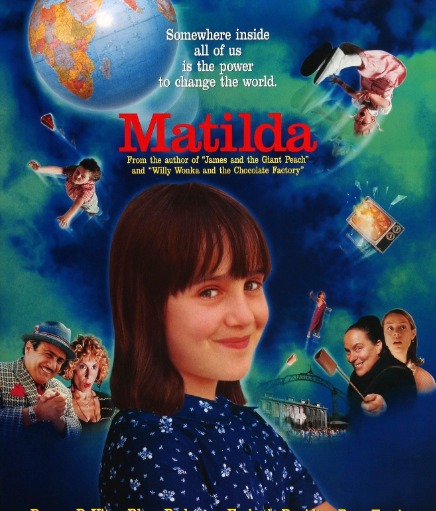 Somewhere inside
all of us
is the power
to change the world.
Matilda
From the author of "James and the Giant Peach"
and "Willy Wonka and the Chocolate Factory"